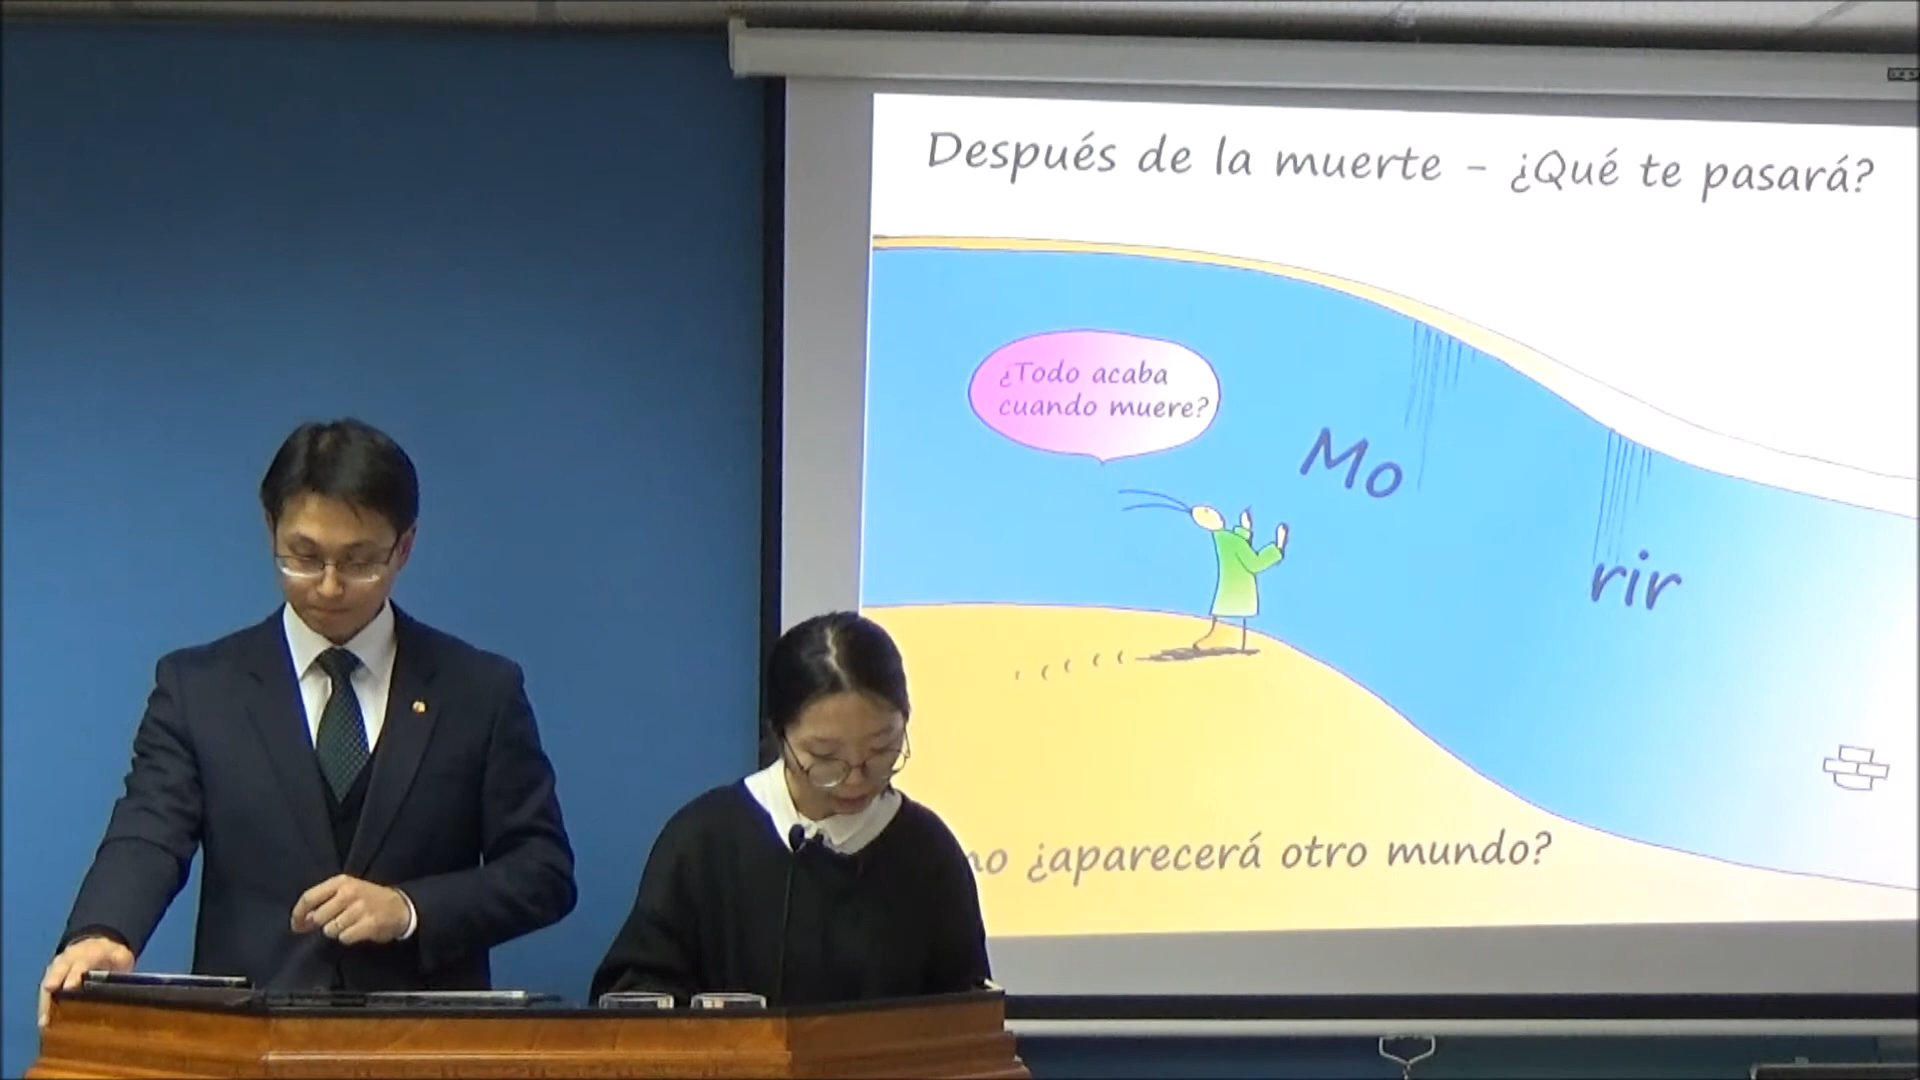 Después de la muerte - ¿Qué te pasará?
¿Todo acaba
cuando muere?
Mo
rir
¿aparecerá otro mundo?